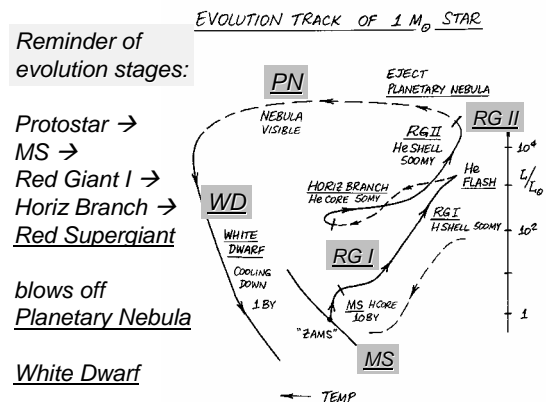 EVOLUTION TRACK OF 1 M⊙ STAR
Reminder of
evolution stages:
Protostar →
MS →
Red Giant I →
Horiz Branch →
Red Supergiant
blows off
Planetary Nebula
White Dwarf
PN
NEBULA
VISIBLE
EJECT
PLANETARY NEBULA
RG II
RG II
He SHELL
500MY
10⁴
He
FLASH
L/L⊙
HORIZ BRANCH
He CORE 50MY
RG I
H SHELL 500MY
10²
WD
WHITE
DWARF
COOLING
DOWN
1 BY
RG I
MS H CORE
10BY
1
"ZAMS"
MS
← TEMP